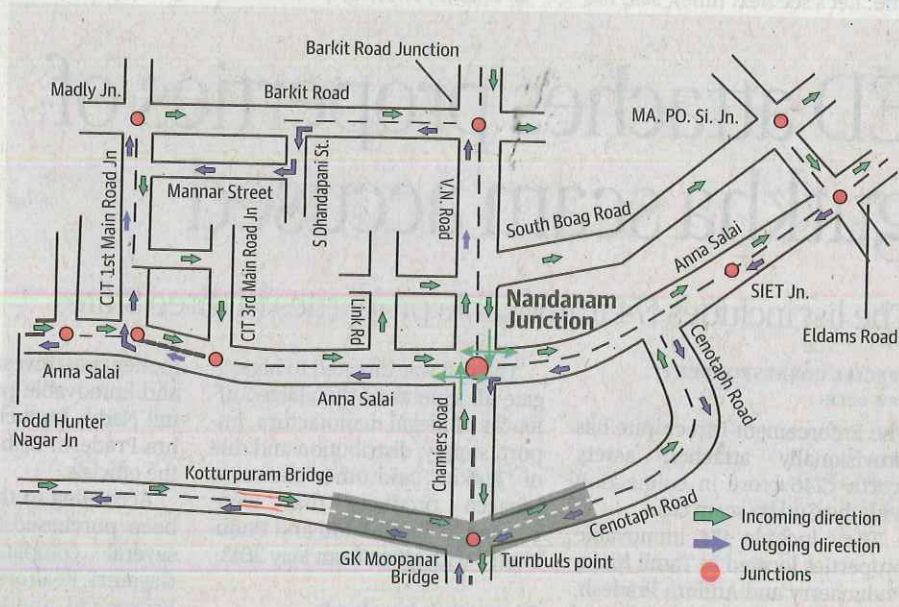 Barkit Road Junction
Madly Jn.
Barkit Road
MA. PO. Si. Jn.
CIT 1st Main Road Jn
Mannar Street
S Dhandapani St.
V.N. Road
CIT 3rd Main Road Jn
South Boag Road
Anna Salai
SIET Jn.
Link Rd
Nandanam
Junction
Eldams Road
Anna Salai
Anna Salai
Cenotaph Road
Todd Hunter
Nagar Jn
Chamiers Road
Kotturpuram Bridge
Cenotaph Road
GK Moopanar
Bridge
Turnbulls point
Incoming direction
Outgoing direction
Junctions